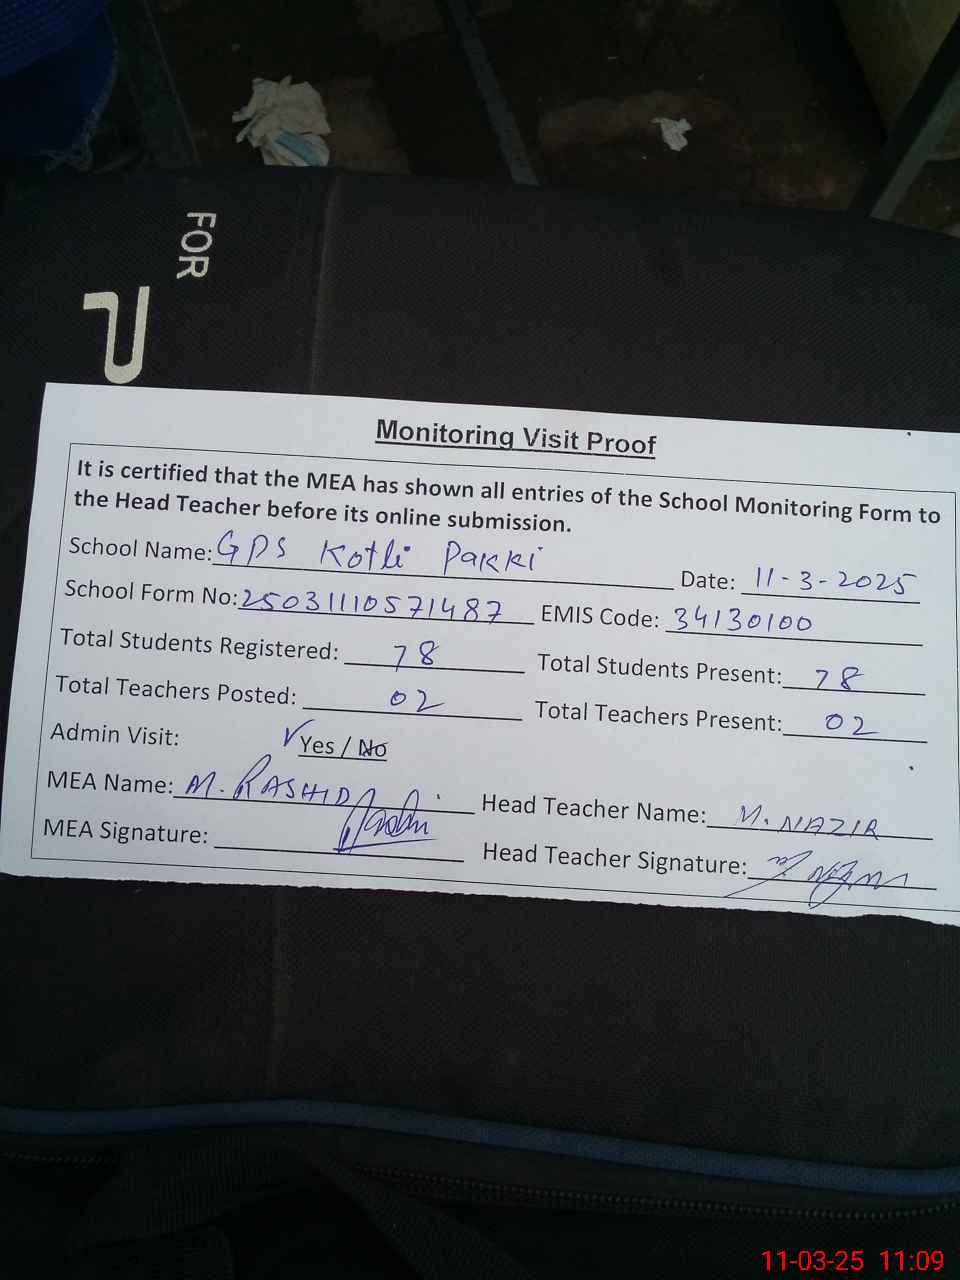 FOR
P
Monitoring Visit Proof
It is certified that the MEA has shown all entries of the School Monitoring Form to
the Head Teacher before its online submission.
School Name: GPS Kotli Pakki Date: 11-3-2025
School Form No: 25031110571487 EMIS Code: 34130100
Total Students Registered: 78 Total Students Present: 78
Total Teachers Posted: 02 Total Teachers Present: 02
Admin Visit: ✓Yes / No
MEA Name: M. RASHID Head Teacher Name: M. NAZIR
MEA Signature: Head Teacher Signature:
11-03-25 11:09